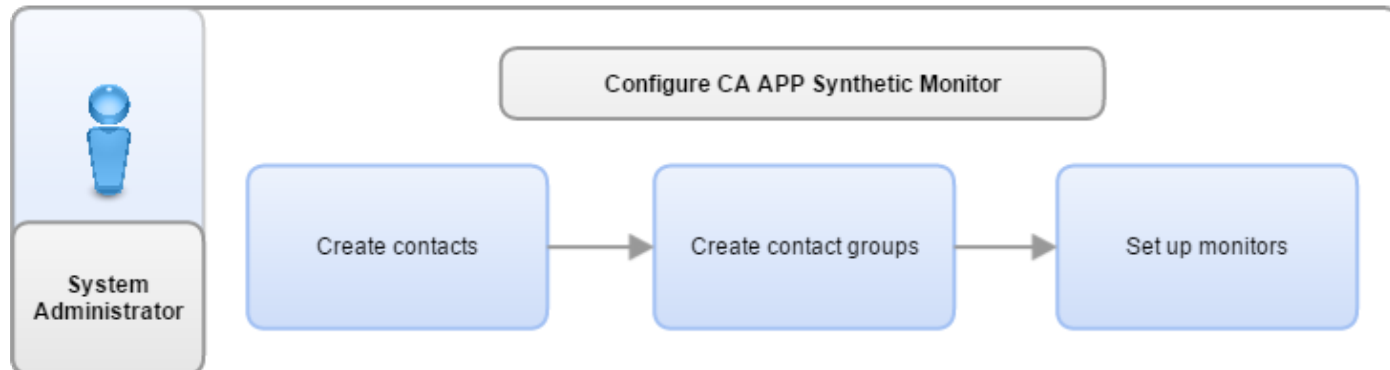 Configure CA APP Synthetic Monitor
Create contacts
Create contact groups
Set up monitors
System
Administrator